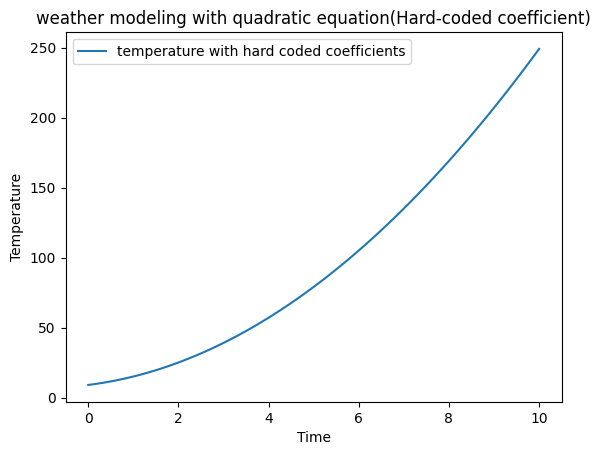 weather modeling with quadratic equation(Hard-coded coefficient)
temperature with hard coded coefficients
250
200
150
100
50
0
Temperature
0 2 4 6 8 10
Time